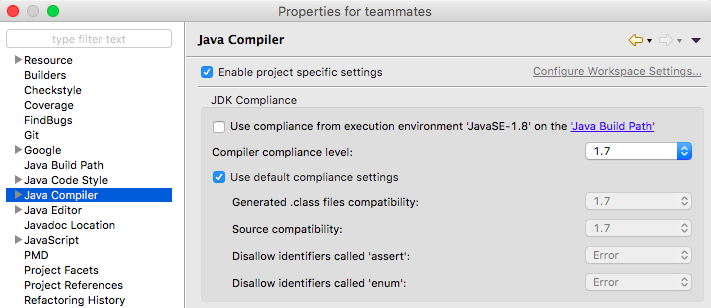 Properties for teammates
type filter text
Resource
Builders
Checkstyle
Coverage
FindBugs
Git
Google
Java Build Path
Java Code Style
Java Compiler
Java Editor
Javadoc Location
JavaScript
PMD
Project Facets
Project References
Refactoring History
Java Compiler
Enable project specific settings
Configure Workspace Settings...
JDK Compliance
Use compliance from execution environment 'JavaSE-1.8' on the 'Java Build Path'
Compiler compliance level: 1.7
Use default compliance settings
Generated .class files compatibility: 1.7
Source compatibility: 1.7
Disallow identifiers called 'assert': Error
Disallow identifiers called 'enum': Error